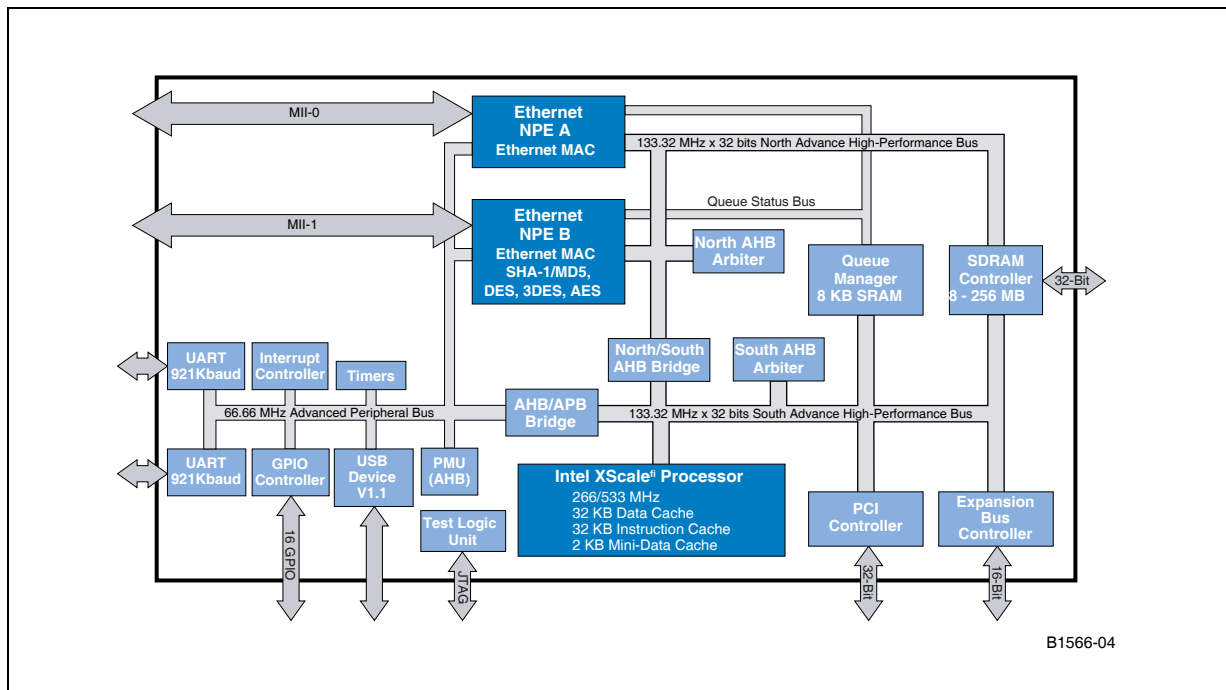 MII-0
Ethernet
NPE A
Ethernet MAC
133.32 MHz x 32 bits North Advance High-Performance Bus
MII-1
Ethernet
NPE B
Ethernet MAC
SHA-1/MD5,
DES, 3DES, AES
Queue Status Bus
North AHB
Arbiter
Queue
Manager
8 KB SRAM
SDRAM
Controller
8 - 256 MB
32-Bit
UART
921Kbaud
Interrupt
Controller
Timers
North/South
AHB Bridge
South AHB
Arbiter
66.66 MHz Advanced Peripheral Bus
AHB/APB
Bridge
133.32 MHz x 32 bits South Advance High-Performance Bus
UART
921Kbaud
GPIO
Controller
USB
Device
V1.1
PMU
(AHB)
Intel XScaleﬁ Processor
266/533 MHz
32 KB Data Cache
32 KB Instruction Cache
2 KB Mini-Data Cache
PCI
Controller
Expansion
Bus
Controller
Test Logic
Unit
16 GPIO
JTAG
32-Bit
16-Bit
B1566-04